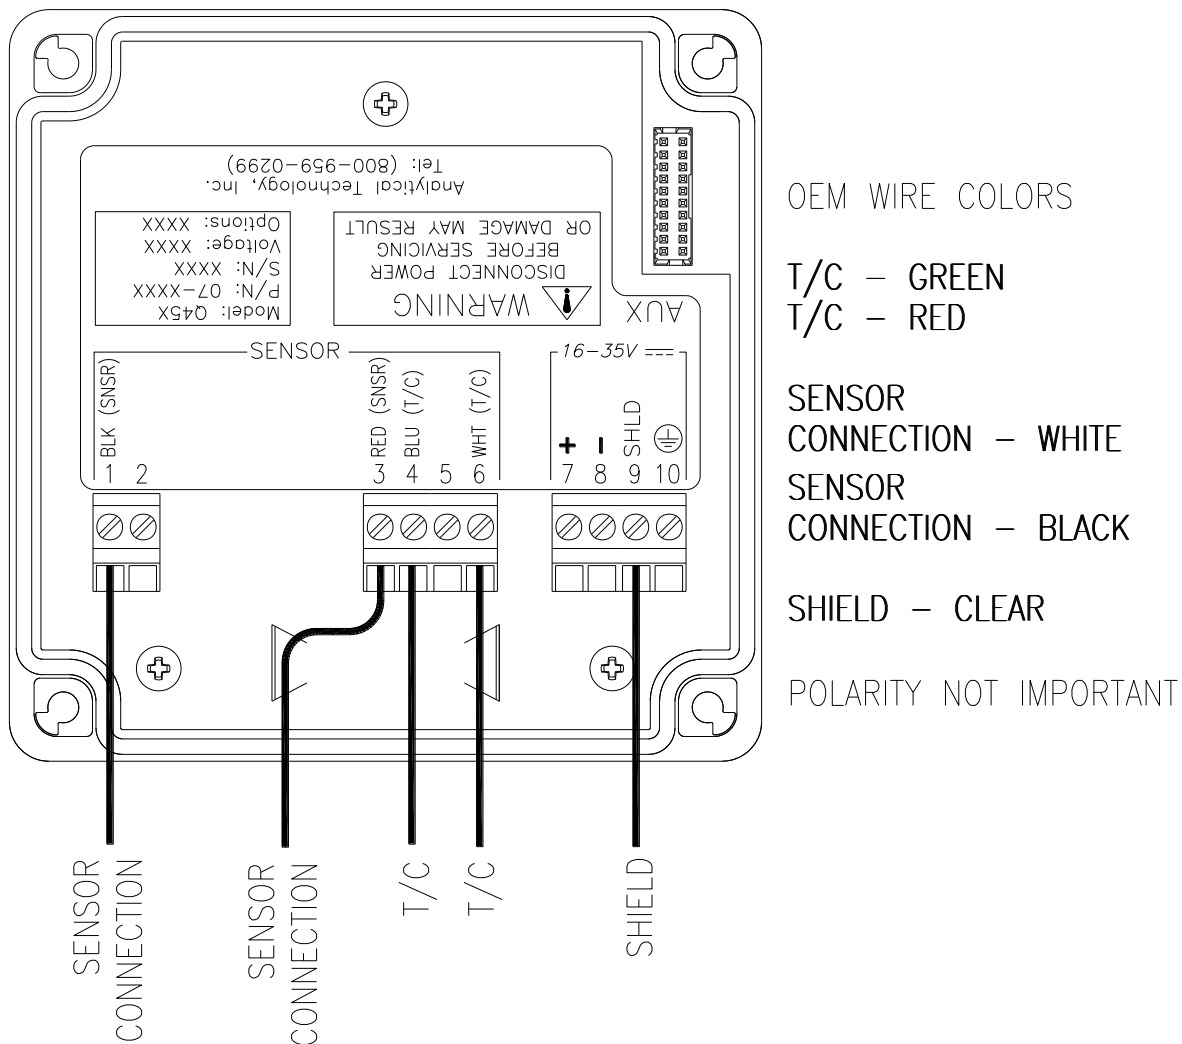 Tel: (800-959-0299)
Analytical Technology, Inc.
Options: XXXX
Voltage: XXXX
S/N: XXXX
P/N: 07-XXXX
Model: Q45X
WARNING
DISCONNECT POWER
BEFORE SERVICING
OR DAMAGE MAY RESULT
AUX
SENSOR
16-35V
BLK (SNSR)
RED (SNSR)
BLU (T/C)
WHT (T/C)
+
-
SHLD
1 2 3 4 5 6 7 8 9 10
OEM WIRE COLORS
T/C - GREEN
T/C - RED
SENSOR
CONNECTION - WHITE
SENSOR
CONNECTION - BLACK
SHIELD - CLEAR
POLARITY NOT IMPORTANT
SENSOR
CONNECTION
SENSOR
CONNECTION
T/C
T/C
SHIELD